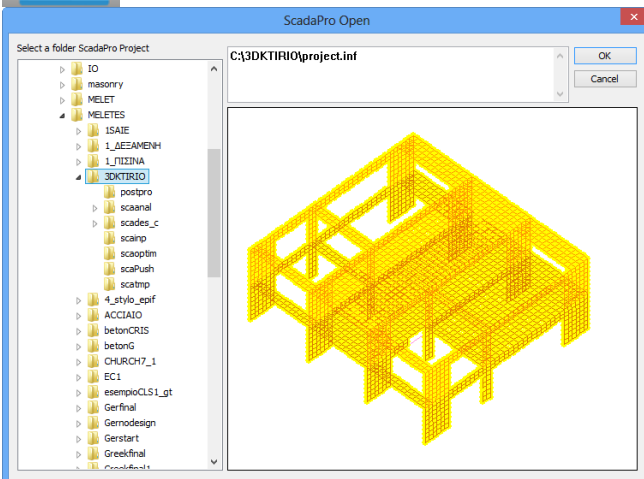 ScadaPro Open
Select a folder ScadaPro Project
C:\3DKTIRIO\project.inf
OK
Cancel
IO
masonry
MELET
MELETES
1SAIE
1_ΔΕΞΑΜΕΝΗ
1_ΠΙΣΙΝΑ
3DKTIRIO
postpro
scaanal
scades_c
scainp
scaoptim
scaPush
scatmp
4_stylo_epif
ACCIAIO
betonCRIS
betonG
CHURCH7_1
EC1
esempioCLS1_gt
Gerfinal
Gernodesign
Gerstart
Greekfinal
Greekfinal1